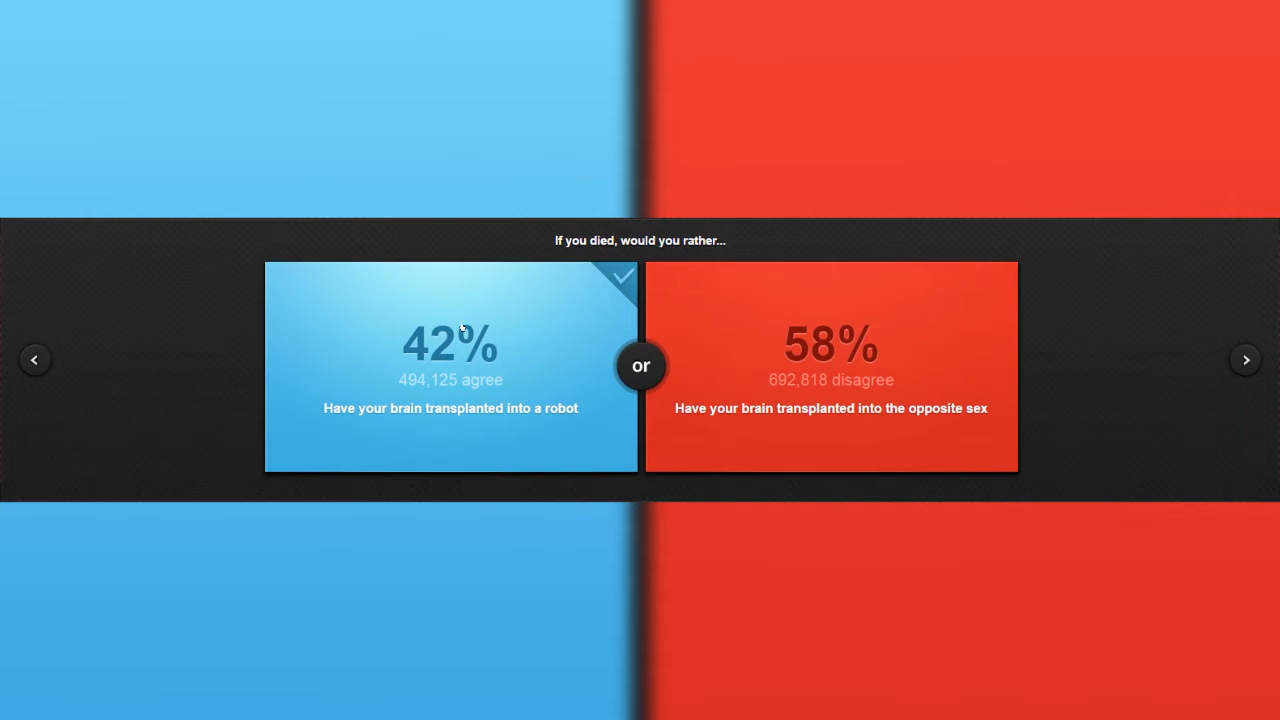 If you died, would you rather...
42%
494,125 agree
Have your brain transplanted into a robot
or
58%
692,818 disagree
Have your brain transplanted into the opposite sex